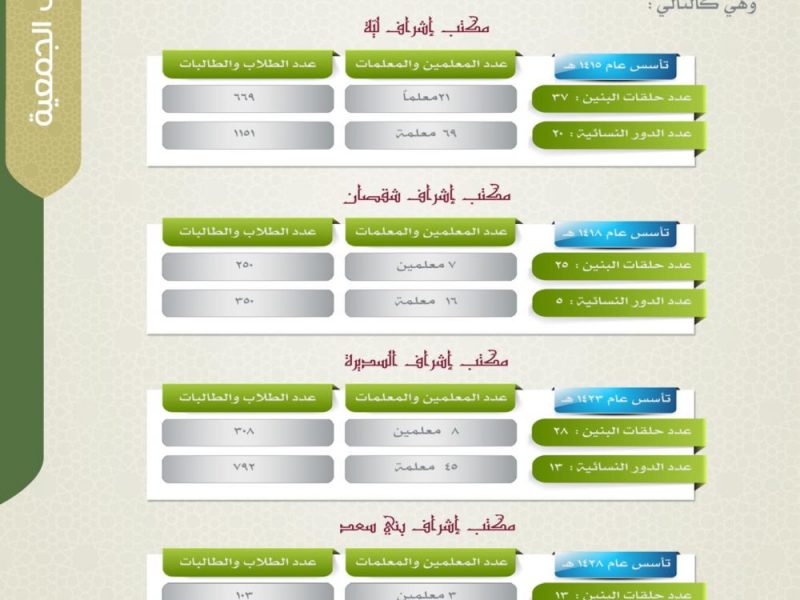 وهي كالتالي :
الجمعية
مكتب إشراف ليّة
تأسس عام ١٤١٥ هـ عدد المعلمين والمعلمات عدد الطلاب والطالبات
عدد حلقات البنين : ٣٧ ٢١معلماً ٦٦٩
عدد الدور النسائية : ٢٠ ٦٩ معلمة ١١٥١
مكتب إشراف شقصان
تأسس عام ١٤١٨ هـ عدد المعلمين والمعلمات عدد الطلاب والطالبات
عدد حلقات البنين : ٢٥ ٧ معلمين ٢٥٠
عدد الدور النسائية : ٥ ١٦ معلمة ٣٥٠
مكتب إشراف السديرة
تأسس عام ١٤٢٣ هـ عدد المعلمين والمعلمات عدد الطلاب والطالبات
عدد حلقات البنين : ٢٨ ٨ معلمين ٣٠٨
عدد الدور النسائية : ١٣ ٤٥ معلمة ٧٩٢
مكتب إشراف بني سعد
تأسس عام ١٤٢٨ هـ عدد المعلمين والمعلمات عدد الطلاب والطالبات
عدد حلقات البنين : ١٣ ٣ معلمين ١٠٣